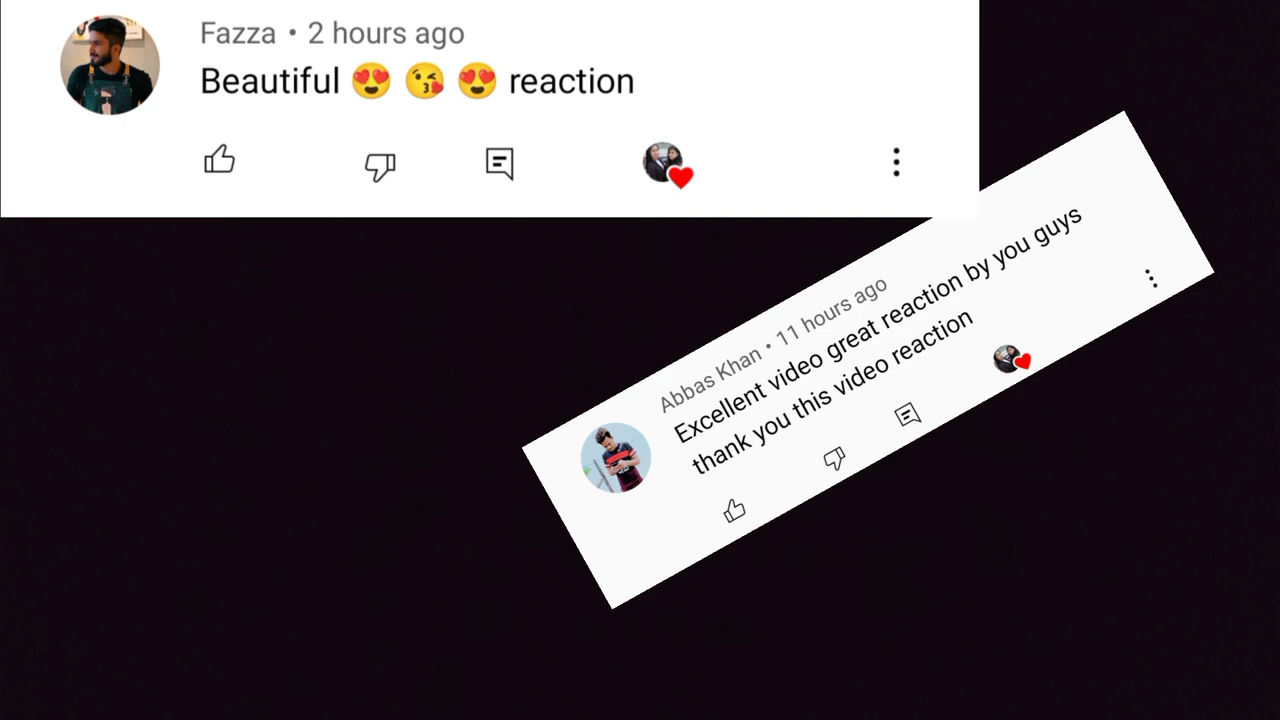 Fazza • 2 hours ago
Beautiful 😍 😘 😍 reaction
Abbas Khan • 11 hours ago
Excellent video great reaction by you guys
thank you this video reaction